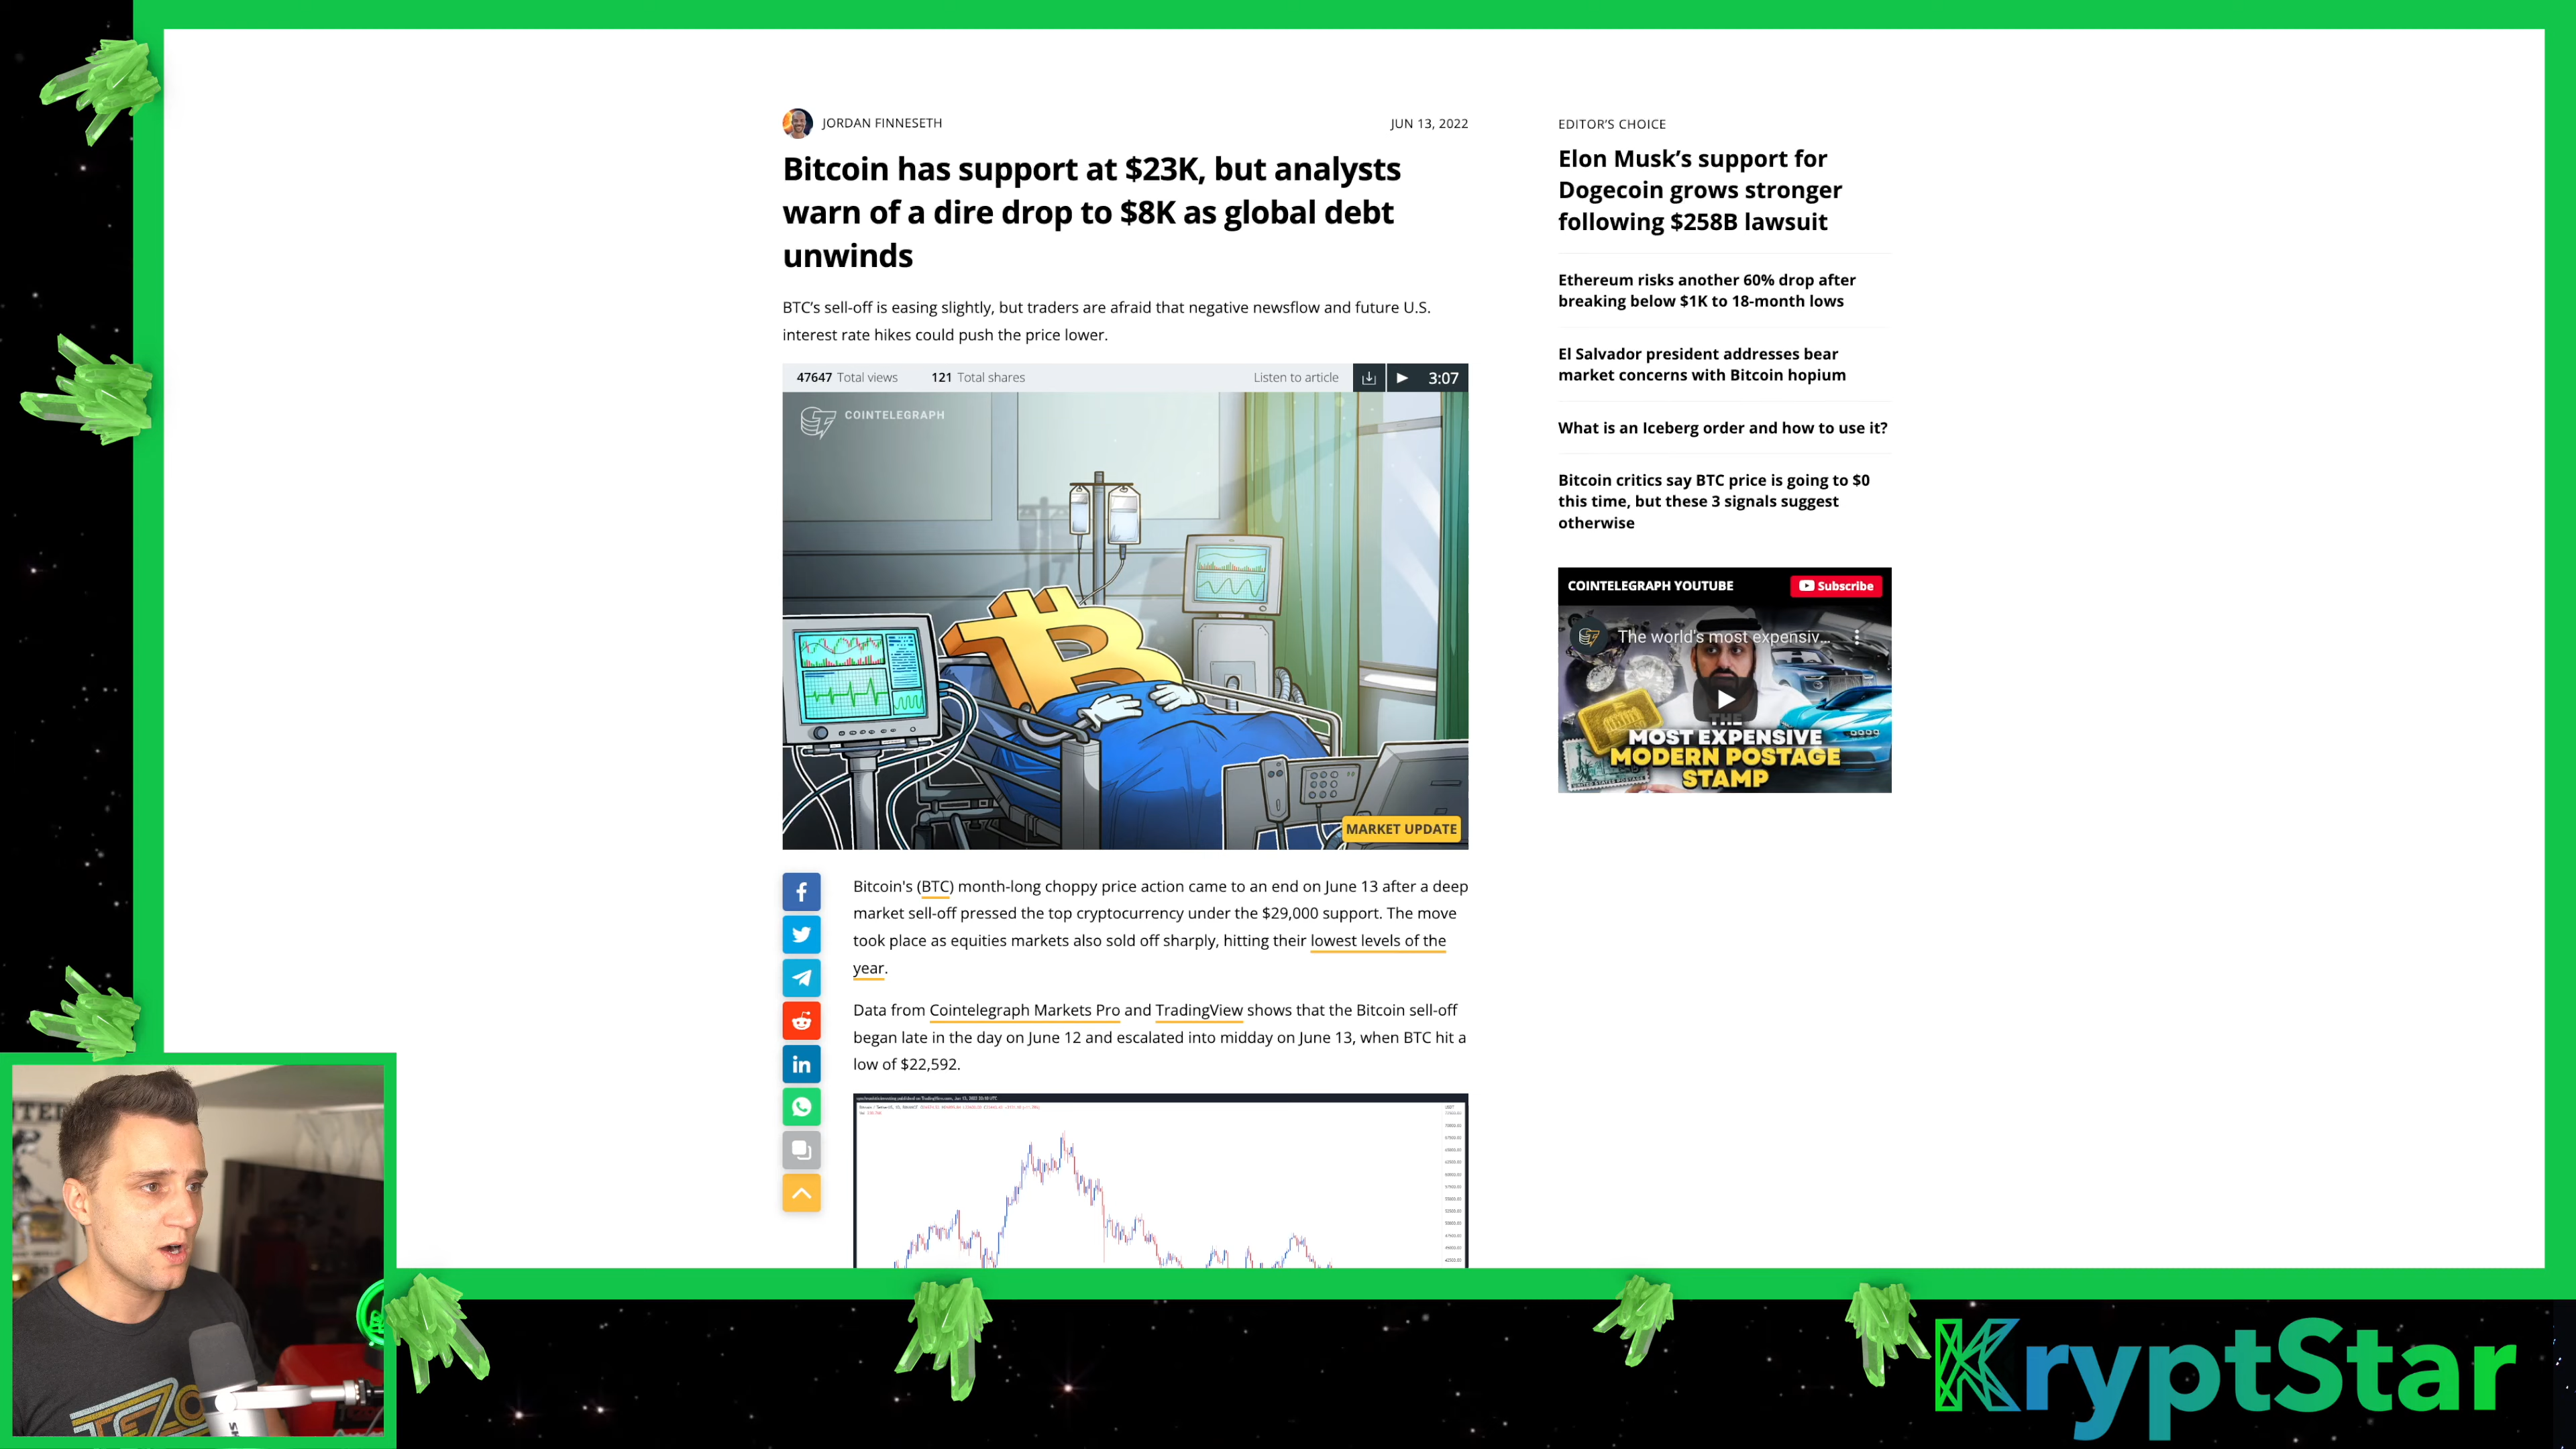 JORDAN FINNESETH
JUN 13, 2022
Bitcoin has support at $23K, but analysts
warn of a dire drop to $8K as global debt
unwinds
BTC's sell-off is easing slightly, but traders are afraid that negative newsflow and future U.S.
interest rate hikes could push the price lower.
47647 Total views 121 Total shares Listen to article 3:07
COINTELEGRAPH
MARKET UPDATE
Bitcoin's (BTC) month-long choppy price action came to an end on June 13 after a deep
market sell-off pressed the top cryptocurrency under the $29,000 support. The move
took place as equities markets also sold off sharply, hitting their lowest levels of the
year.
Data from Cointelegraph Markets Pro and TradingView shows that the Bitcoin sell-off
began late in the day on June 12 and escalated into midday on June 13, when BTC hit a
low of $22,592.
EDITOR'S CHOICE
Elon Musk's support for
Dogecoin grows stronger
following $258B lawsuit
Ethereum risks another 60% drop after
breaking below $1K to 18-month lows
El Salvador president addresses bear
market concerns with Bitcoin hopium
What is an Iceberg order and how to use it?
Bitcoin critics say BTC price is going to $0
this time, but these 3 signals suggest
otherwise
COINTELEGRAPH YOUTUBE Subscribe
The world's most expensiv...
THE
MOST EXPENSIVE
MODERN POSTAGE
STAMP
TEZO
KryptStar